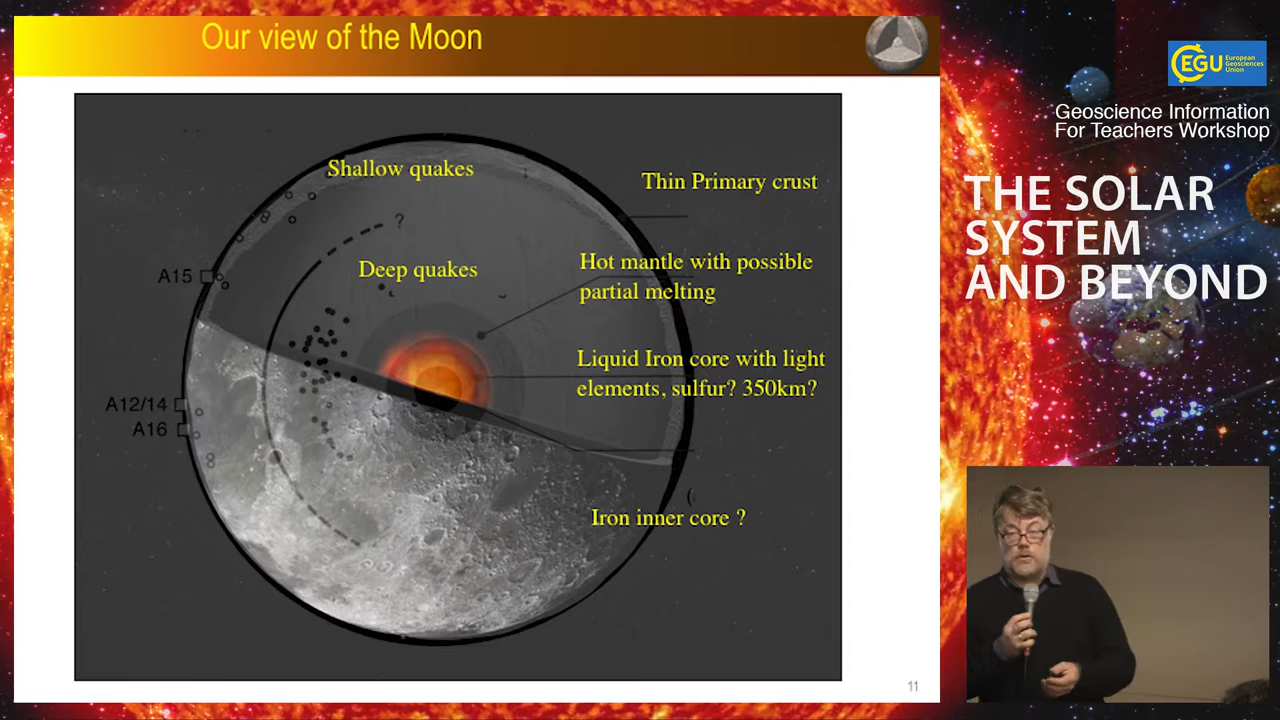 Our view of the Moon
Shallow quakes
Thin Primary crust
?
Deep quakes
Hot mantle with possible
partial melting
A15
Liquid Iron core with light
elements, sulfur? 350km?
A12/14
A16
Iron inner core ?
11
EGU European
Geosciences
Union
Geoscience Information
For Teachers Workshop
THE SOLAR
SYSTEM
AND BEYOND